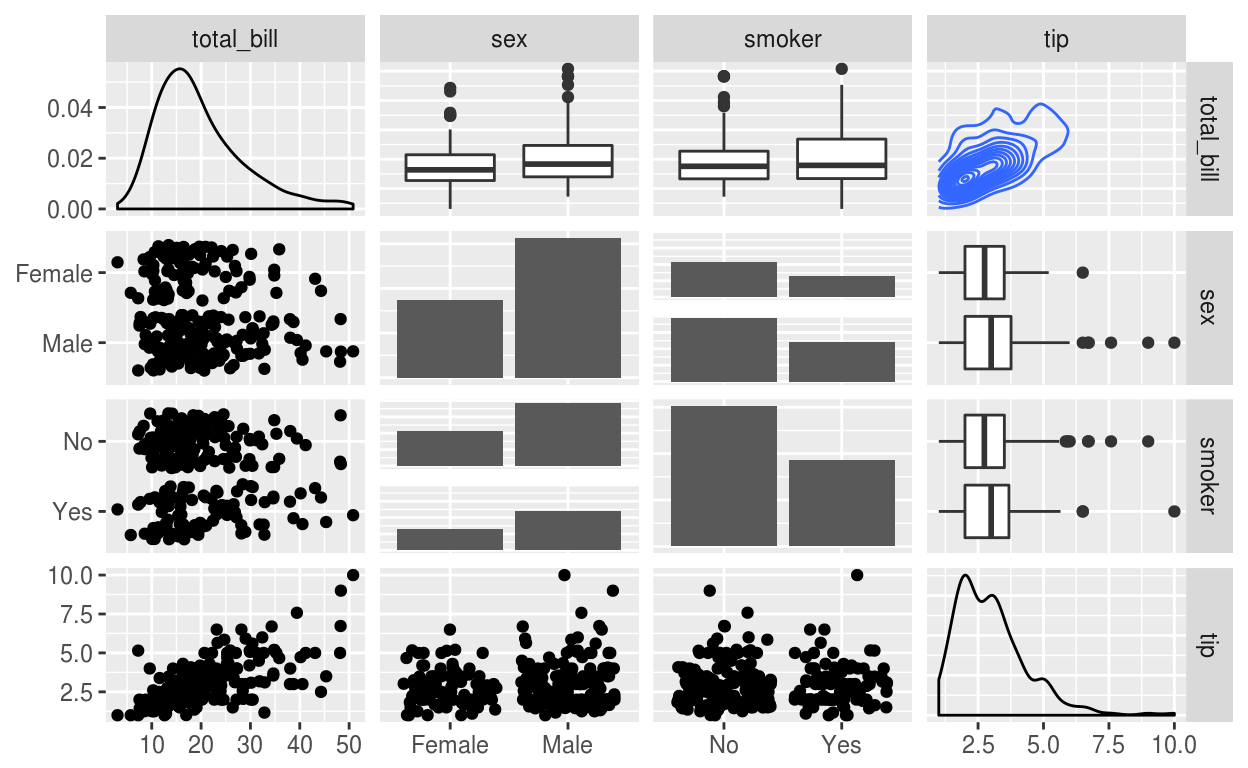 total_bill sex smoker tip
0.04
0.02
0.00
total_bill
Female
Male
sex
No
Yes
smoker
10.0
7.5
5.0
2.5
tip
10 20 30 40 50 Female Male No Yes 2.5 5.0 7.5 10.0